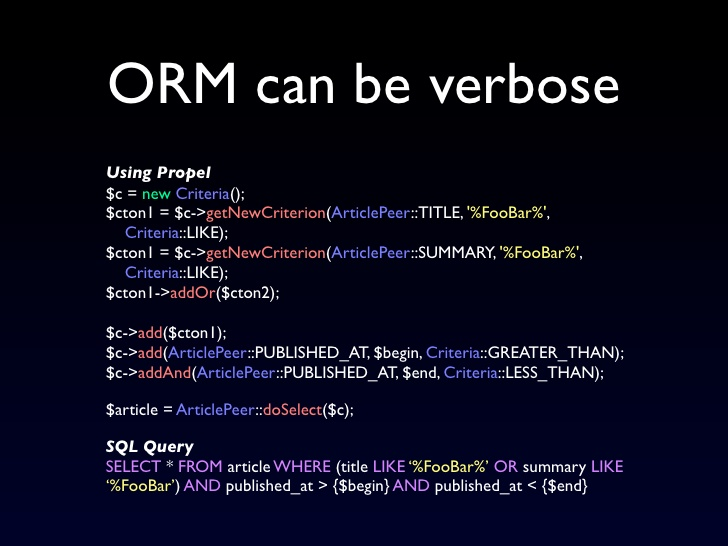 ORM can be verbose
Using Propel
$c = new Criteria();
$cton1 = $c->getNewCriterion(ArticlePeer::TITLE, '%FooBar%',
Criteria::LIKE);
$cton1 = $c->getNewCriterion(ArticlePeer::SUMMARY, '%FooBar%',
Criteria::LIKE);
$cton1->addOr($cton2);
$c->add($cton1);
$c->add(ArticlePeer::PUBLISHED_AT, $begin, Criteria::GREATER_THAN);
$c->addAnd(ArticlePeer::PUBLISHED_AT, $end, Criteria::LESS_THAN);
$article = ArticlePeer::doSelect($c);
SQL Query
SELECT * FROM article WHERE (title LIKE ‘%FooBar%’ OR summary LIKE
‘%FooBar’) AND published_at > {$begin} AND published_at < {$end}